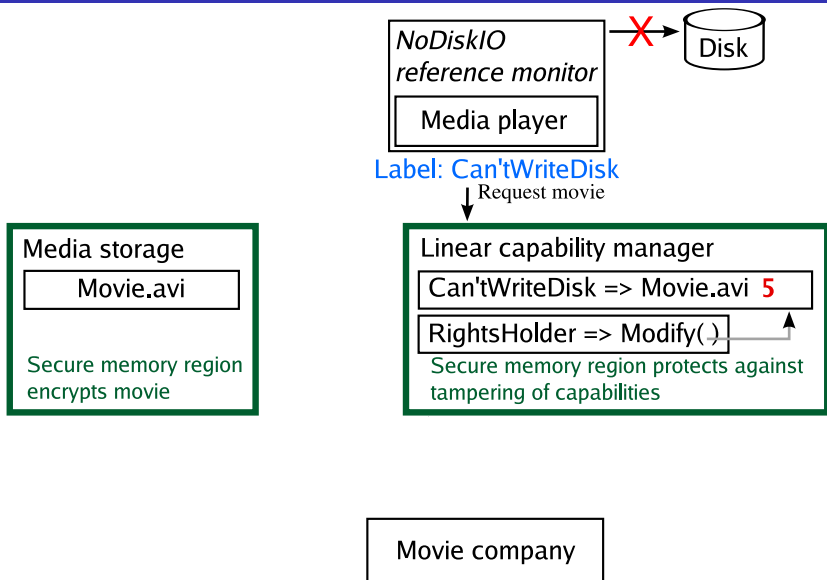 NoDiskIO
reference monitor
Disk
Media player
Label: Can'tWriteDisk
Request movie
Media storage
Movie.avi
Secure memory region
encrypts movie
Linear capability manager
Can'tWriteDisk => Movie.avi 5
RightsHolder => Modify( )
Secure memory region protects against
tampering of capabilities
Movie company